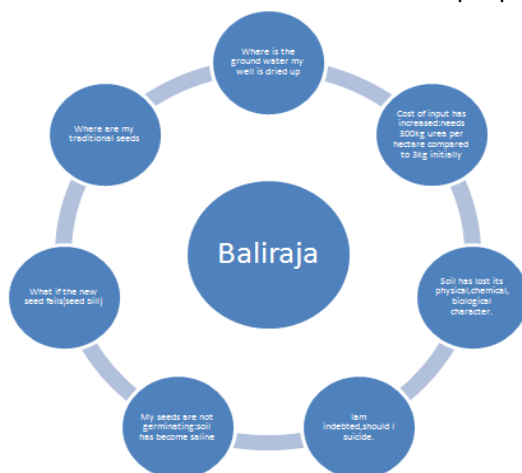 Where is the
ground water my
well is dried up
Cost of input has
increased:needs
300kg urea per
hectare compared
to 3kg initially
Soil has lost its
physical,chemical,
biological
character.
Iam
indebted,should I
suicide.
My seeds are not
germinating:soil
has become saline
What if the new
seed fails(seed bill)
Where are my
traditional seeds
Baliraja